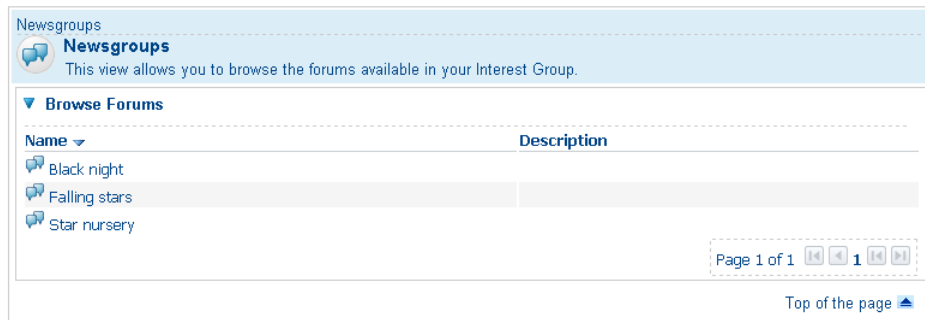 Newsgroups
Newsgroups
This view allows you to browse the forums available in your Interest Group.
Browse Forums
Name Description
Black night
Falling stars
Star nursery
Page 1 of 1 1
Top of the page